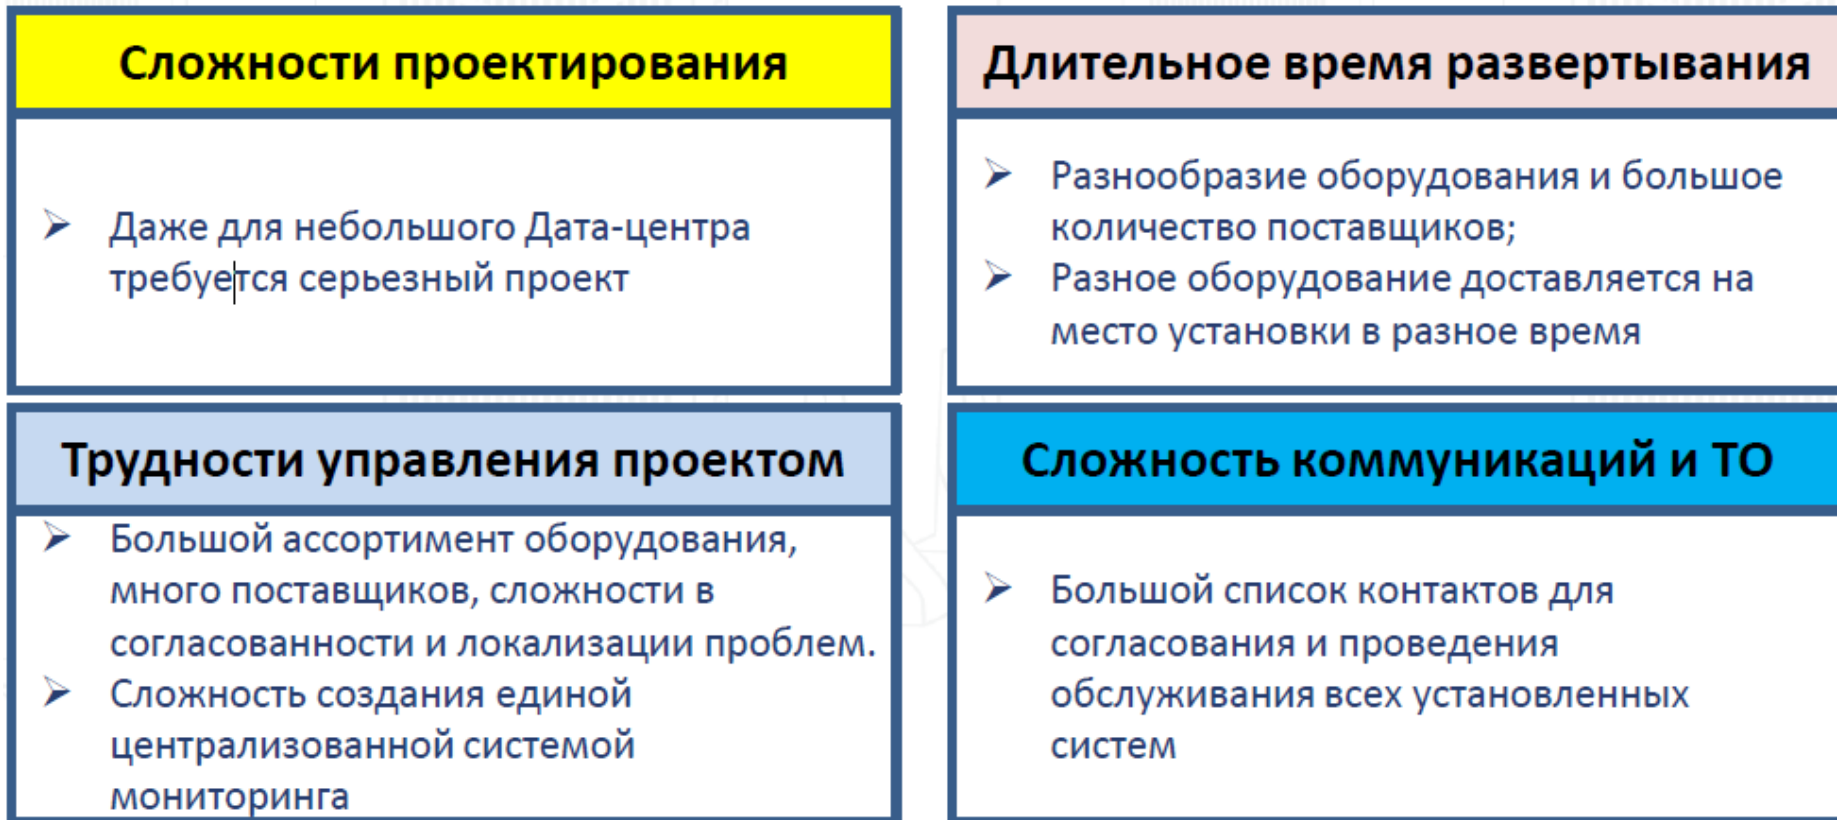 Сложности проектирования
➢ Даже для небольшого Дата-центра
требуется серьезный проект
Длительное время развертывания
➢ Разнообразие оборудования и большое
количество поставщиков;
➢ Разное оборудование доставляется на
место установки в разное время
Трудности управления проектом
➢ Большой ассортимент оборудования,
много поставщиков, сложности в
согласованности и локализации проблем.
➢ Сложность создания единой
централизованной системой
мониторинга
Сложность коммуникаций и ТО
➢ Большой список контактов для
согласования и проведения
обслуживания всех установленных
систем